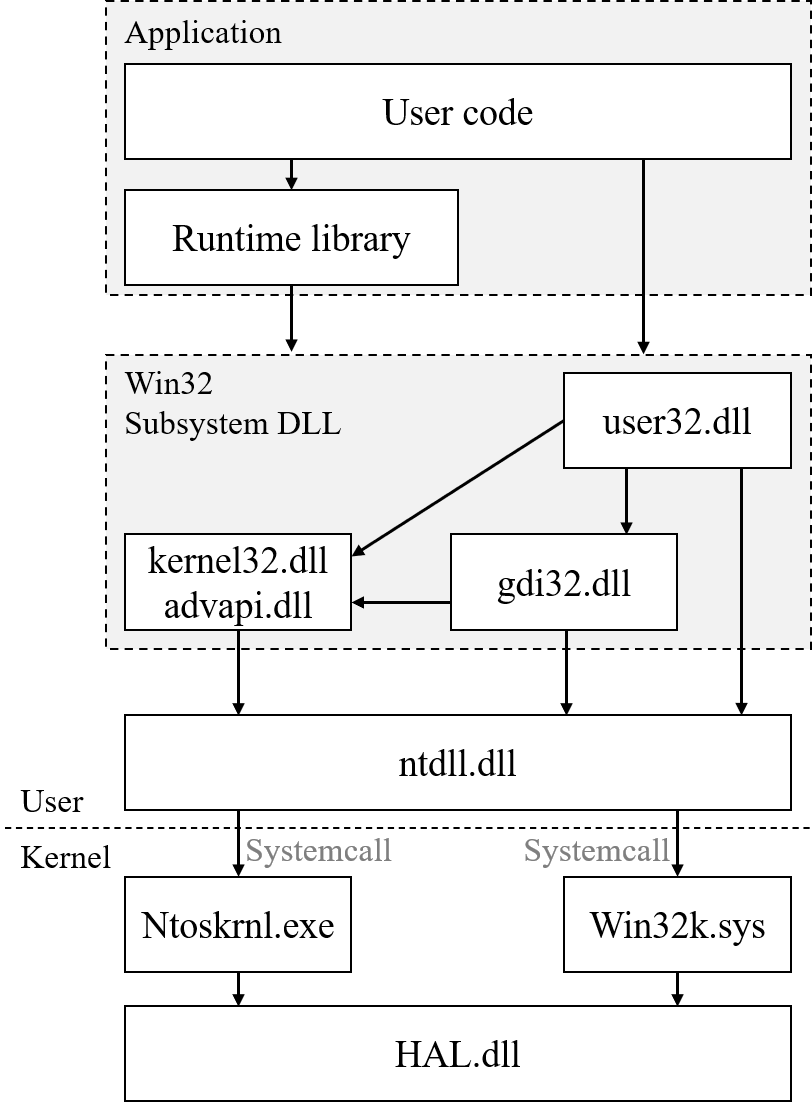 Application
User code
Runtime library
Win32
Subsystem DLL
user32.dll
kernel32.dll
advapi.dll
gdi32.dll
ntdll.dll
User
Kernel
Systemcall
Systemcall
Ntoskrnl.exe
Win32k.sys
HAL.dll